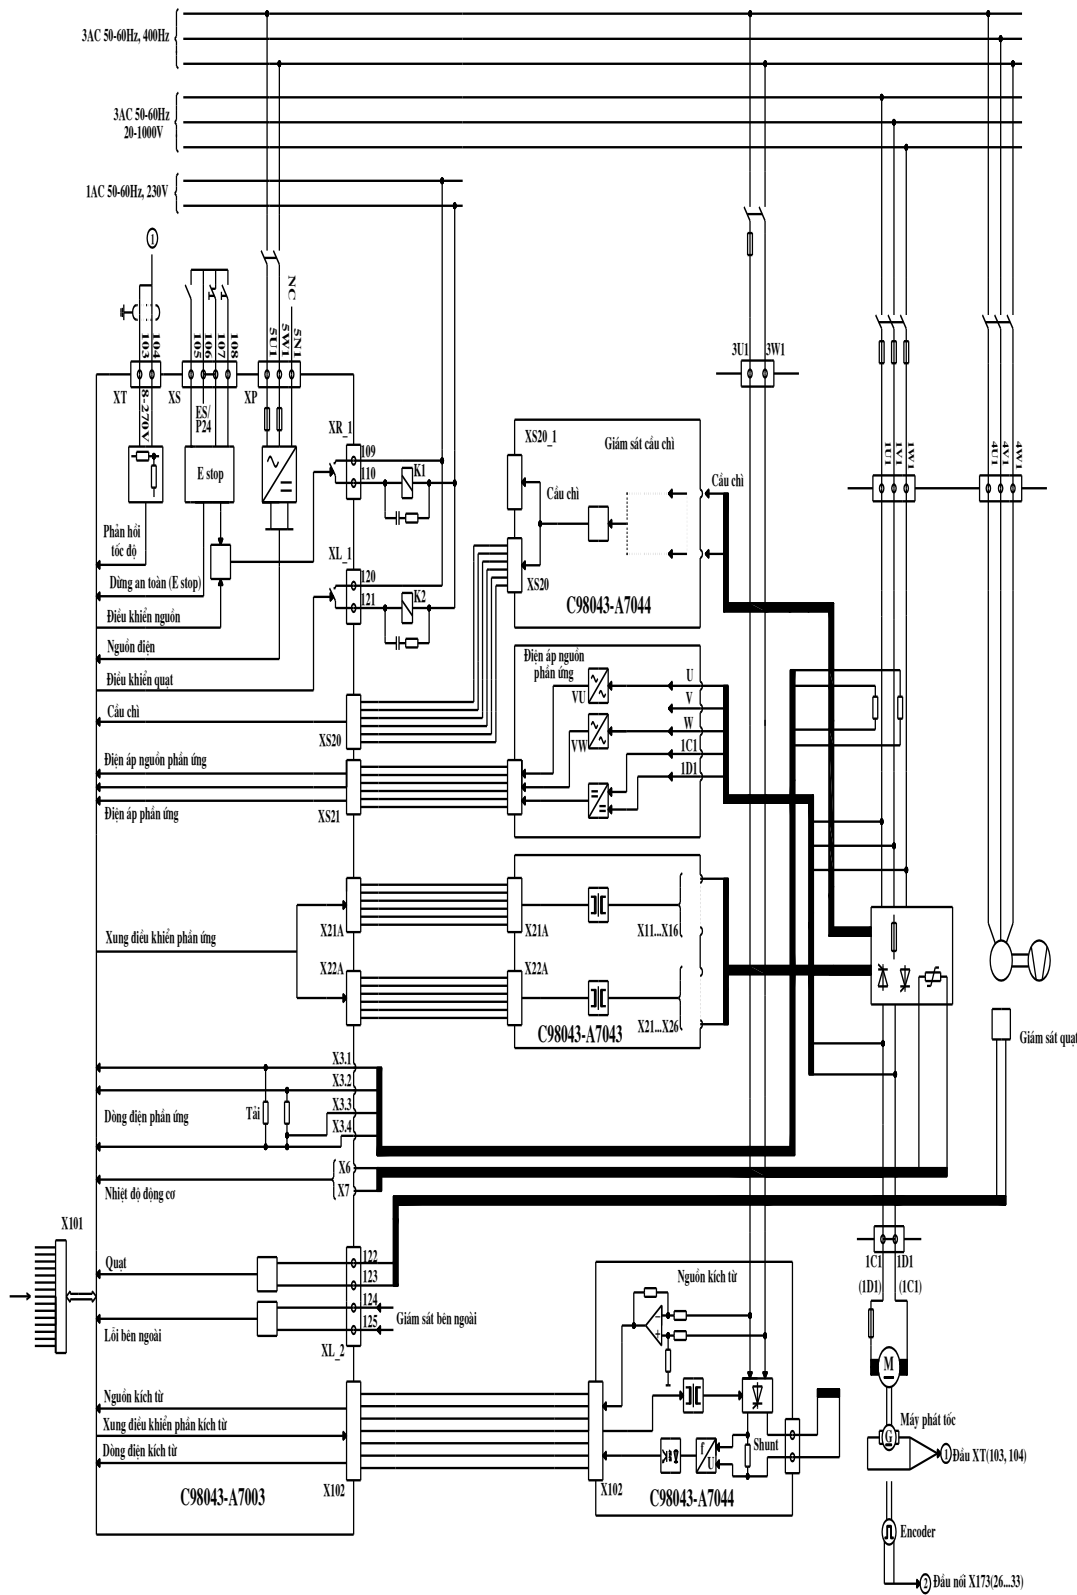 3AC 50-60Hz, 400Hz
3AC 50-60Hz
20-1000V
1AC 50-60Hz, 230V
1
NC
103
104
105
106
107
108
5U1
5W1
5N1
3U1
3W1
XT
8-270V
XS
ES/
P24
XP
E stop
XR_1
109
110
K1
XS20_1
Giám sát cầu chì
Cầu chì
Cầu chì
1U1
1V1
1W1
4U1
4V1
4W1
Phản hồi
tốc độ
XL_1
120
121
K2
XS20
C98043-A7044
Dừng an toàn (E stop)
Điều khiển nguồn
Nguồn điện
Điều khiển quạt
Cầu chì
XS20
Điện áp nguồn
phần ứng
VU
VW
U
V
W
1C1
1D1
Điện áp nguồn phần ứng
Điện áp phần ứng
XS21
Xung điều khiển phần ứng
X21A
X22A
X21A
X22A
X11...X16
X21...X26
C98043-A7043
Giám sát quạt
X3.1
X3.2
X3.3
X3.4
Tải
Dòng điện phần ứng
X6
X7
Nhiệt độ động cơ
X101
Quạt
122
123
124
125
Giám sát bên ngoài
Lỗi bên ngoài
XL_2
Nguồn kích từ
1C1
1D1
(1D1)
(1C1)
M
Nguồn kích từ
Xung điều khiển phần kích từ
Dòng điện kích từ
X102
C98043-A7003
f
U
Shunt
X102
C98043-A7044
Máy phát tốc
G
1
Đầu XT(103, 104)
Encoder
2
Đầu nối X173(26...33)